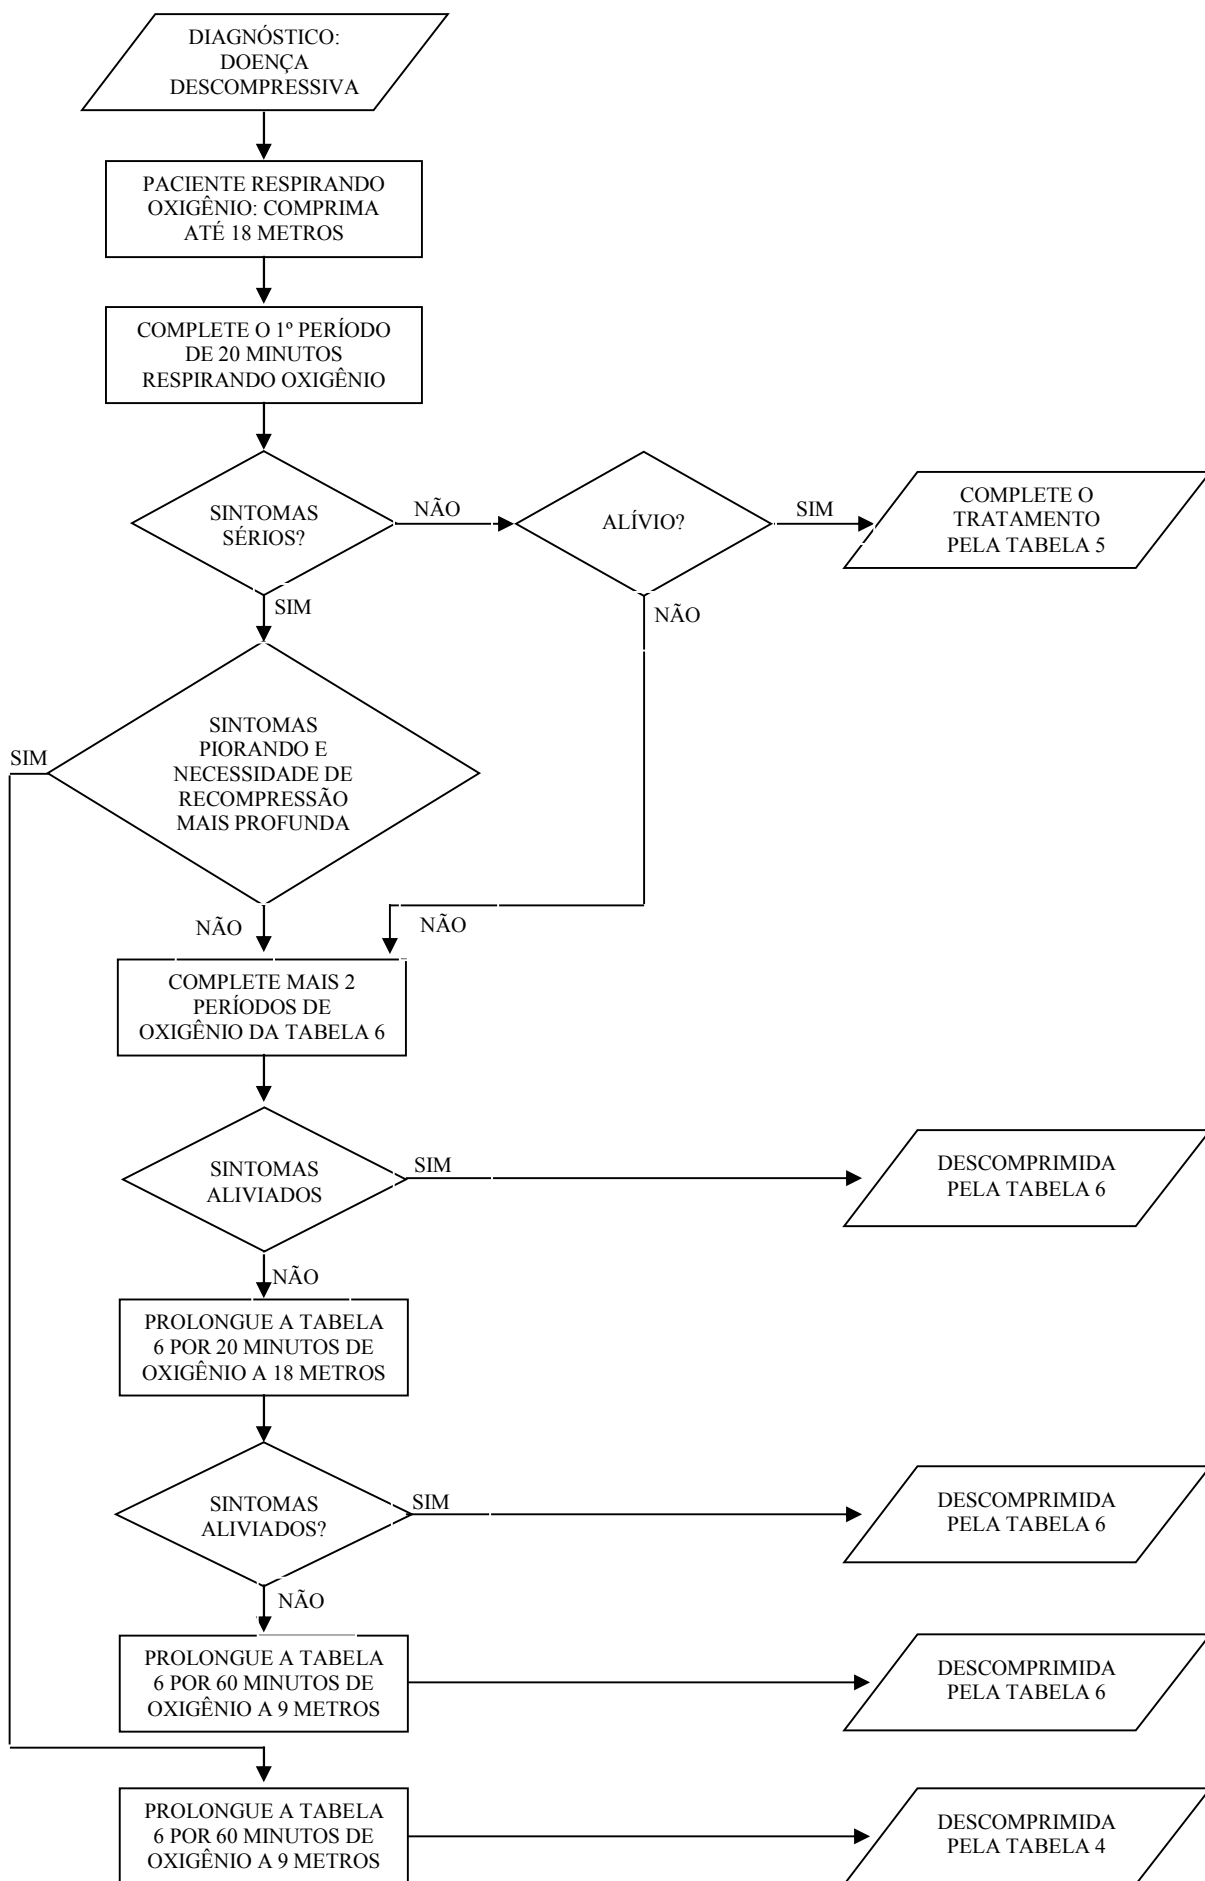 DIAGNÓSTICO:
DOENÇA
DESCOMPRESSIVA
PACIENTE RESPIRANDO
OXIGÊNIO: COMPRIMA
ATÉ 18 METROS
COMPLETE O 1º PERÍODO
DE 20 MINUTOS
RESPIRANDO OXIGÊNIO
SINTOMAS
SÉRIOS?
NÃO
ALÍVIO?
SIM
COMPLETE O
TRATAMENTO
PELA TABELA 5
SIM
NÃO
SINTOMAS
PIORANDO E
NECESSIDADE DE
RECOMPRESSÃO
MAIS PROFUNDA
SIM
NÃO
NÃO
COMPLETE MAIS 2
PERÍODOS DE
OXIGÊNIO DA TABELA 6
SINTOMAS
ALIVIADOS
SIM
DESCOMPRIMIDA
PELA TABELA 6
NÃO
PROLONGUE A TABELA
6 POR 20 MINUTOS DE
OXIGÊNIO A 18 METROS
SINTOMAS
ALIVIADOS?
SIM
DESCOMPRIMIDA
PELA TABELA 6
NÃO
PROLONGUE A TABELA
6 POR 60 MINUTOS DE
OXIGÊNIO A 9 METROS
DESCOMPRIMIDA
PELA TABELA 6
PROLONGUE A TABELA
6 POR 60 MINUTOS DE
OXIGÊNIO A 9 METROS
DESCOMPRIMIDA
PELA TABELA 4